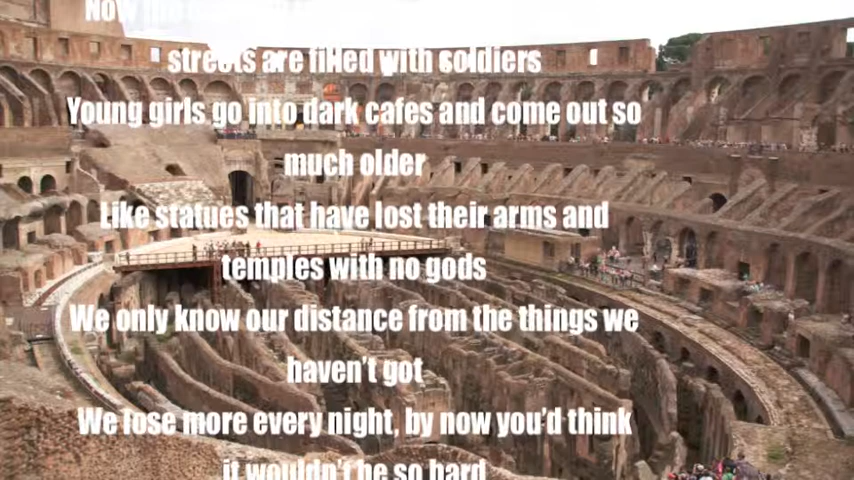 Now the
streets are filled with soldiers
Young girls go into dark cafes and come out so
much older
Like statues that have lost their arms and
temples with no gods
We only know our distance from the things we
haven't got
We lose more every night, by now you'd think
it wouldn't be so hard